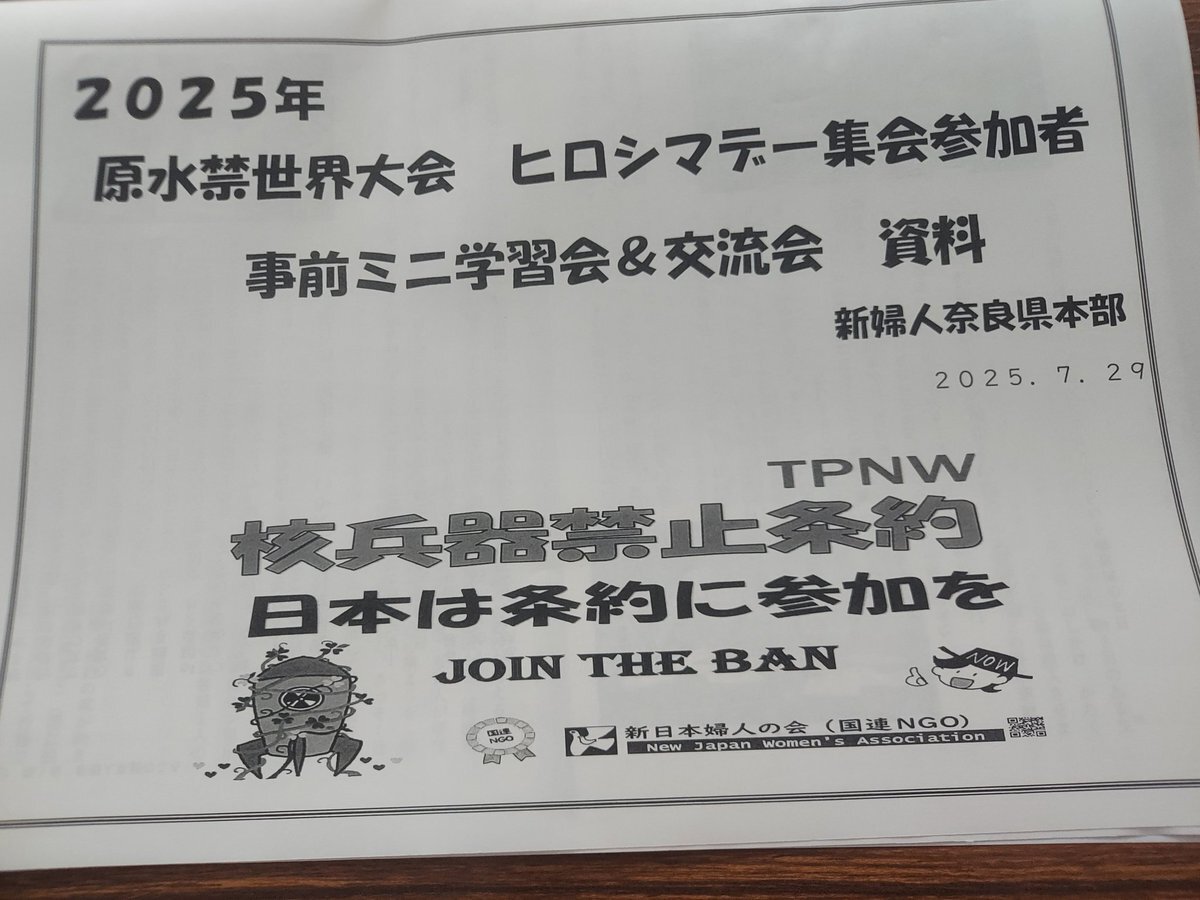 2025年
原水禁世界大会　ヒロシマデー集会参加者
事前ミニ学習会＆交流会　資料
新婦人奈良県本部
2025.7.29
TPNW
核兵器禁止条約
日本は条約に参加を
JOIN THE BAN
NOW
国連
NGO
新日本婦人の会（国連NGO）
New Japan Women's Association